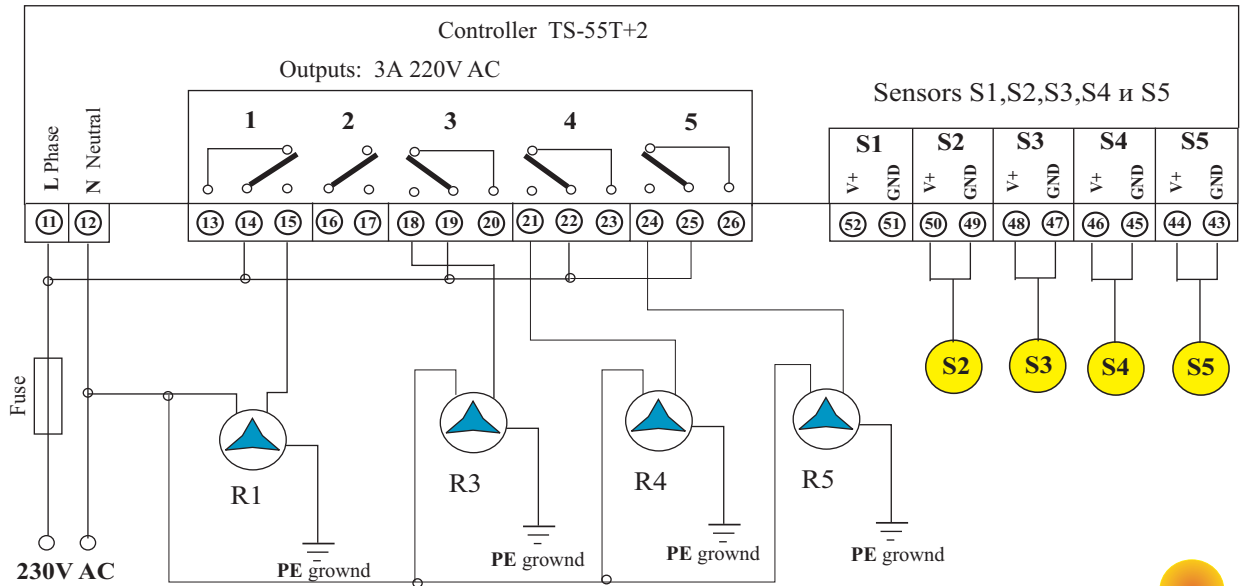 Controller TS-55T+2
Outputs: 3A 220V AC
Sensors S1,S2,S3,S4 и S5
L Phase
N Neutral
1 2 3 4 5
S1 S2 S3 S4 S5
V+ GND V+ GND V+ GND V+ GND V+ GND
11 12 13 14 15 16 17 18 19 20 21 22 23 24 25 26 52 51 50 49 48 47 46 45 44 43
Fuse
S2 S3 S4 S5
R1 R3 R4 R5
230V AC
PE grownd
PE grownd
PE grownd
PE grownd